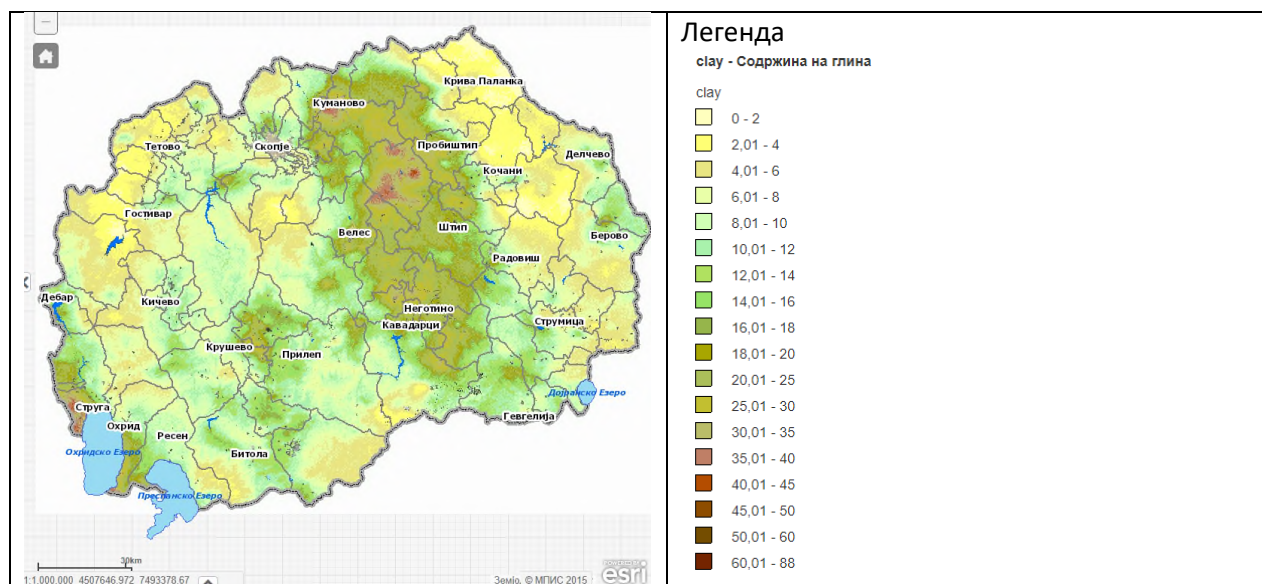 Крива Паланка
Куманово
Тетово
Скопје
Пробиштип
Делчево
Кочани
Гостивар
Велес
Штип
Берово
Радовиш
Дебар
Кичево
Неготино
Кавадарци
Струмица
Крушево
Прилеп
Дојранско Езеро
Струга
Гевгелија
Охрид
Ресен
Охридско Езеро
Битола
Преспанско Езеро
30km
1:1.000.000 4507646.972 7493378.67
Земјо, © МПИС 2015
POWERED BY
esri
Легенда
clay - Содржина на глина
clay
0 - 2
2,01 - 4
4,01 - 6
6,01 - 8
8,01 - 10
10,01 - 12
12,01 - 14
14,01 - 16
16,01 - 18
18,01 - 20
20,01 - 25
25,01 - 30
30,01 - 35
35,01 - 40
40,01 - 45
45,01 - 50
50,01 - 60
60,01 - 88